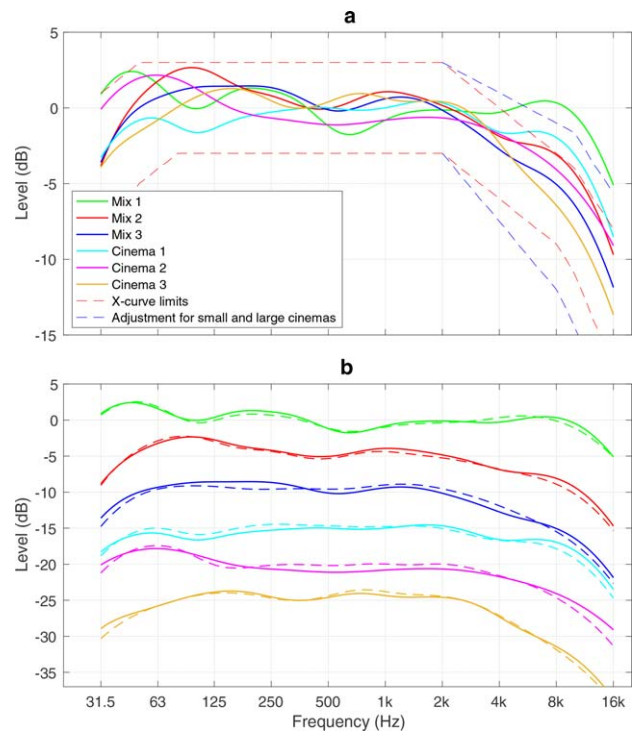 a
5
0
-5
-10
-15
Level (dB)
Mix 1
Mix 2
Mix 3
Cinema 1
Cinema 2
Cinema 3
X-curve limits
Adjustment for small and large cinemas
b
5
0
-5
-10
-15
-20
-25
-30
-35
Level (dB)
31.5 63 125 250 500 1k 2k 4k 8k 16k
Frequency (Hz)